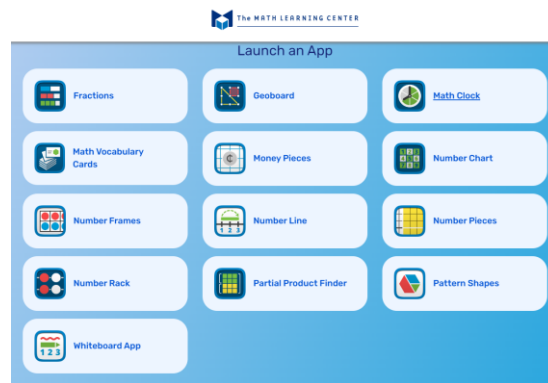 The MATH LEARNING CENTER
Launch an App
Fractions
Geoboard
Math Clock
Math Vocabulary
Cards
Money Pieces
Number Chart
Number Frames
Number Line
Number Pieces
Number Rack
Partial Product Finder
Pattern Shapes
Whiteboard App